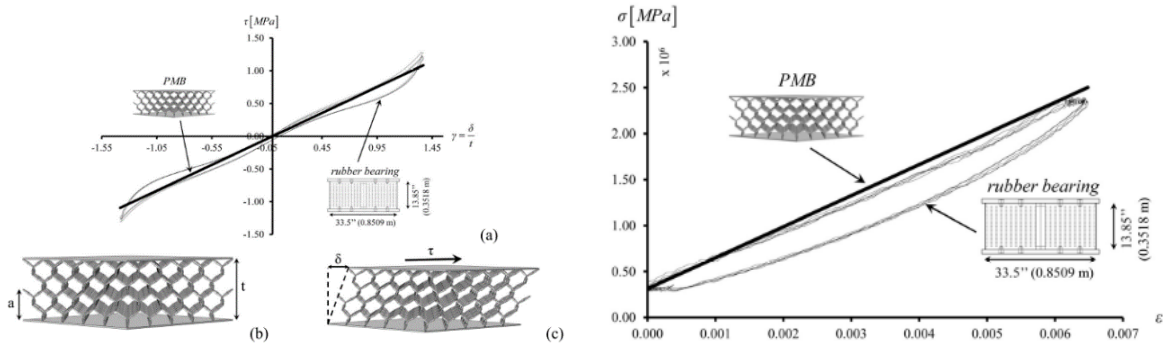 τ [MPa]
1.50
1.00
0.50
0.00
-0.50
-1.00
-1.50
-1.55
-1.05
-0.55
-0.05
0.45
0.95
1.45
γ = δ/t
PMB
rubber bearing
13.85"
(0.3518 m)
33.5" (0.8509 m)
(a)
a
t
(b)
δ
τ
(c)
σ [MPa]
x 10⁶
3.00
2.50
2.00
1.50
1.00
0.50
0.00
0.000
0.001
0.002
0.003
0.004
0.005
0.006
0.007
ε
PMB
rubber bearing
13.85"
(0.3518 m)
33.5" (0.8509 m)